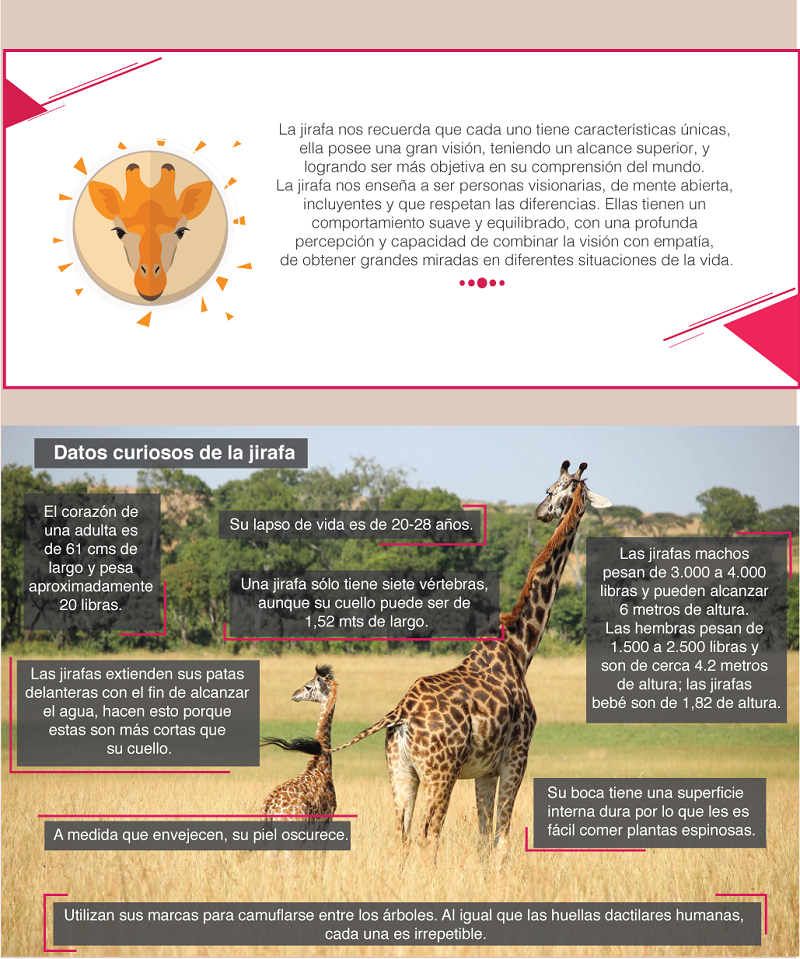 La jirafa nos recuerda que cada uno tiene características únicas,
ella posee una gran visión, teniendo un alcance superior, y
logrando ser más objetiva en su comprensión del mundo.
La jirafa nos enseña a ser personas visionarias, de mente abierta,
incluyentes y que respetan las diferencias. Ellas tienen un
comportamiento suave y equilibrado, con una profunda
percepción y capacidad de combinar la visión con empatía,
de obtener grandes miradas en diferentes situaciones de la vida.
Datos curiosos de la jirafa
El corazón de
una adulta es
de 61 cms de
largo y pesa
aproximadamente
20 libras.
Su lapso de vida es de 20-28 años.
Una jirafa sólo tiene siete vértebras,
aunque su cuello puede ser de
1,52 mts de largo.
Las jirafas machos
pesan de 3.000 a 4.000
libras y pueden alcanzar
6 metros de altura.
Las hembras pesan de
1.500 a 2.500 libras y
son de cerca 4.2 metros
de altura; las jirafas
bebé son de 1,82 de altura.
Las jirafas extienden sus patas
delanteras con el fin de alcanzar
el agua, hacen esto porque
estas son más cortas que
su cuello.
Su boca tiene una superficie
interna dura por lo que les es
fácil comer plantas espinosas.
A medida que envejecen, su piel oscurece.
Utilizan sus marcas para camuflarse entre los árboles. Al igual que las huellas dactilares humanas,
cada una es irrepetible.